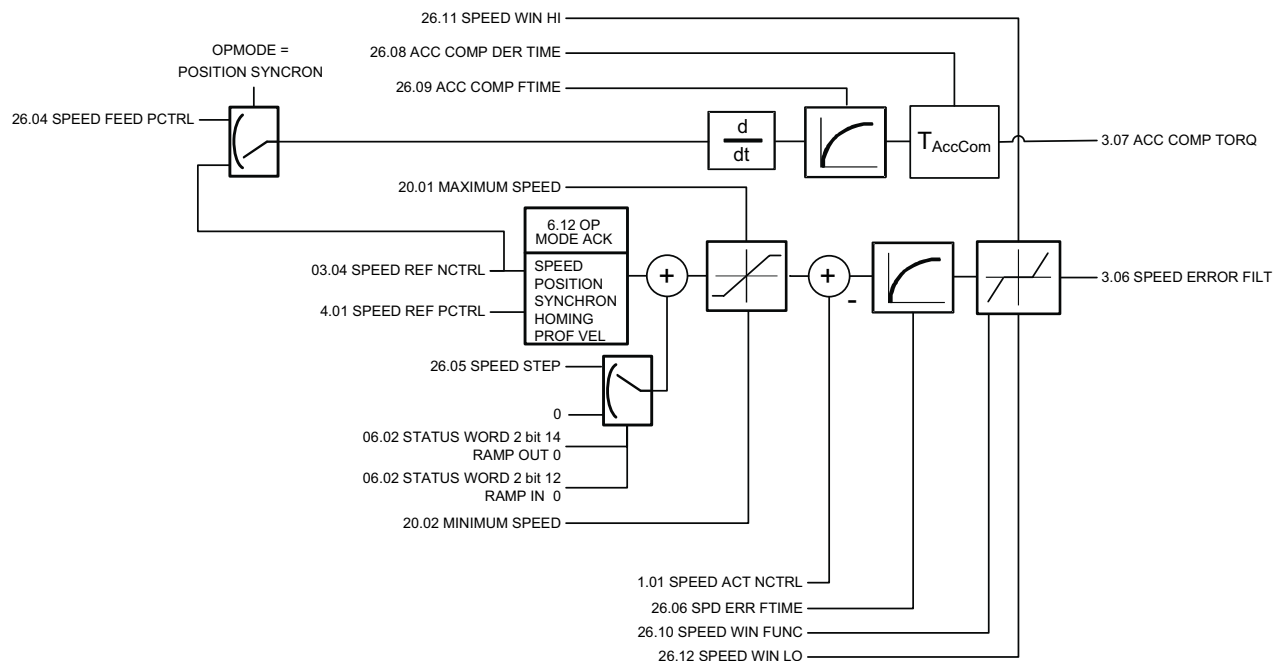 26.11 SPEED WIN HI
OPMODE =
POSITION SYNCRON
26.08 ACC COMP DER TIME
26.09 ACC COMP FTIME
26.04 SPEED FEED PCTRL
d
dt
TAccCom
3.07 ACC COMP TORQ
20.01 MAXIMUM SPEED
6.12 OP
MODE ACK
03.04 SPEED REF NCTRL
4.01 SPEED REF PCTRL
SPEED
POSITION
SYNCHRON
HOMING
PROF VEL
+
+
-
3.06 SPEED ERROR FILT
26.05 SPEED STEP
0
06.02 STATUS WORD 2 bit 14
RAMP OUT 0
06.02 STATUS WORD 2 bit 12
RAMP IN 0
20.02 MINIMUM SPEED
1.01 SPEED ACT NCTRL
26.06 SPD ERR FTIME
26.10 SPEED WIN FUNC
26.12 SPEED WIN LO